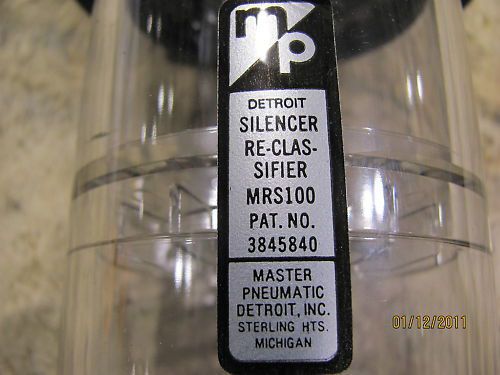 mp
DETROIT
SILENCER
RE-CLAS-
SIFIER
MRS100
PAT. NO.
3845840
MASTER
PNEUMATIC
DETROIT, INC.
STERLING HTS.
MICHIGAN
01/12/2011